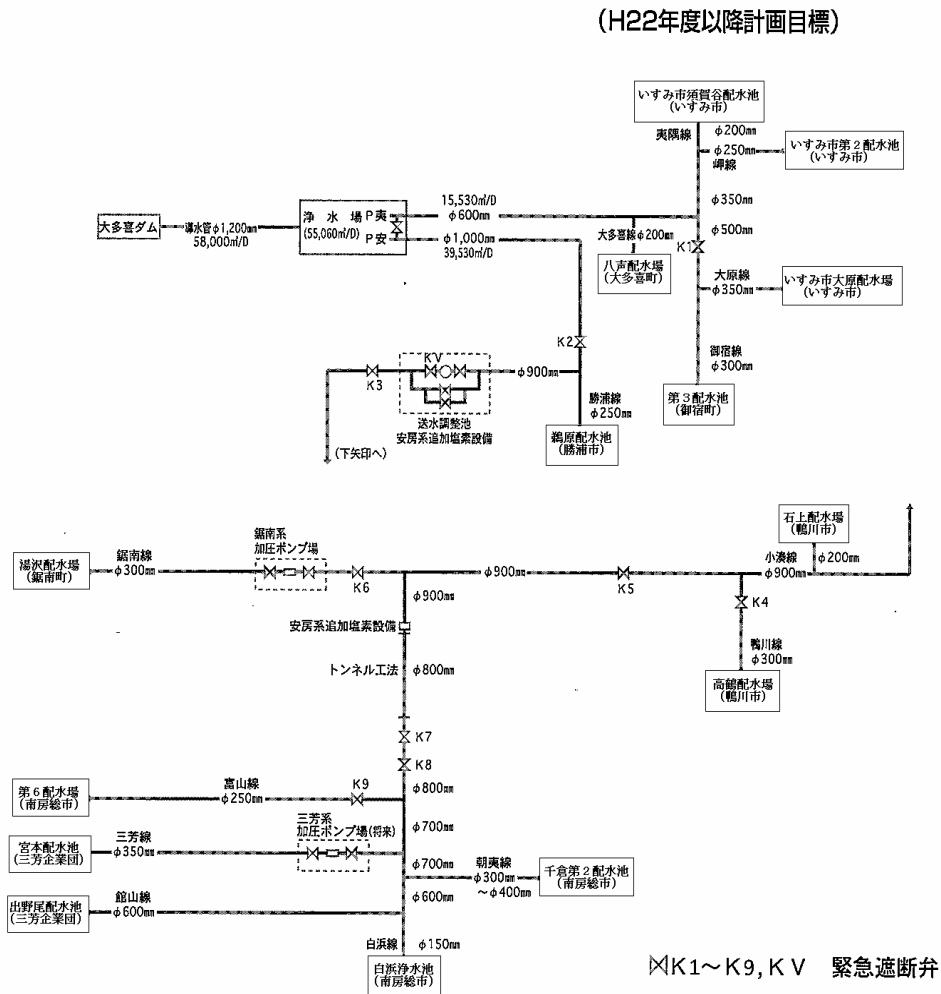 (H22年度以降計画目標)
いすみ市須賀谷配水池
(いすみ市)
夷隅線
φ200㎜
φ250㎜
岬線
いすみ市第2配水池
(いすみ市)
大多喜ダム
導水管φ1,200㎜
58,000㎥/D
浄水場
(55,060㎥/D)
P夷
P安
15,530㎥/D
φ600㎜
φ1,000㎜
39,530㎥/D
φ350㎜
φ500㎜
大多喜線φ200㎜
K1
八声配水場
(大多喜町)
大原線
φ350㎜
いすみ市大原配水場
(いすみ市)
K2
御宿線
φ300㎜
KV
K3
φ900㎜
第3配水池
(御宿町)
勝浦線
φ250㎜
送水調整池
安房系追加塩素設備
(下矢印へ)
鵜原配水池
(勝浦市)
石上配水場
(鴨川市)
鋸南系
加圧ポンプ場
湯沢配水場
(鋸南町)
鋸南線
φ300㎜
K6
φ900㎜
K5
小湊線
φ900㎜
φ200㎜
φ900㎜
K4
安房系追加塩素設備
鴨川線
φ300㎜
トンネル工法
φ800㎜
高鶴配水場
(鴨川市)
K7
K8
第6配水場
(南房総市)
富山線
φ250㎜
K9
φ800㎜
三芳系
加圧ポンプ場(将来)
φ700㎜
宮本配水池
(三芳企業団)
三芳線
φ350㎜
φ700㎜
朝夷線
φ300㎜
～φ400㎜
千倉第2配水池
(南房総市)
φ600㎜
出野尾配水池
(三芳企業団)
館山線
φ600㎜
白浜線
φ150㎜
白浜浄水池
(南房総市)
K1～K9,KV 緊急遮断弁